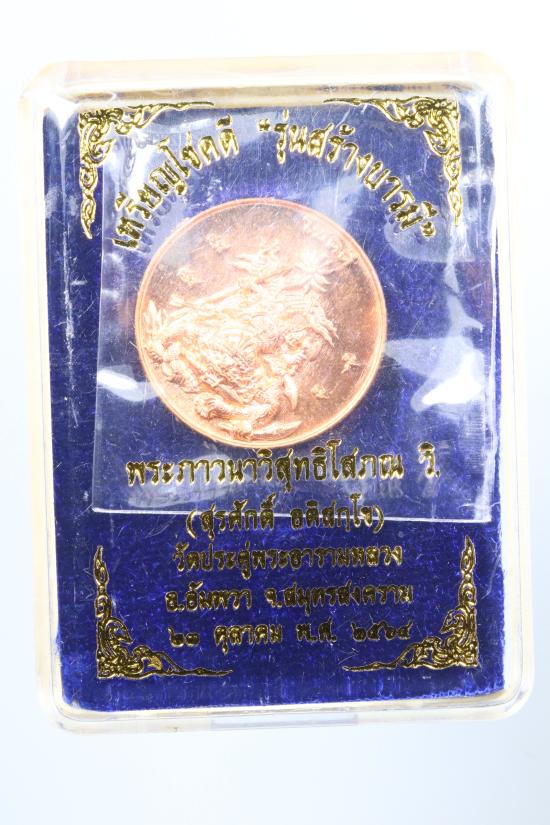 เหรียญโชคดี "รุ่นสร้างบารมี"
พระภาวนาวิสุทธิโสภณ วิ.
(สุรศักดิ์ อติสกฺโข)
วัดประดู่พระอารามหลวง
อ.อัมพวา จ.สมุทรสงคราม
๒๓ ตุลาคม พ.ศ. ๒๕๖๔